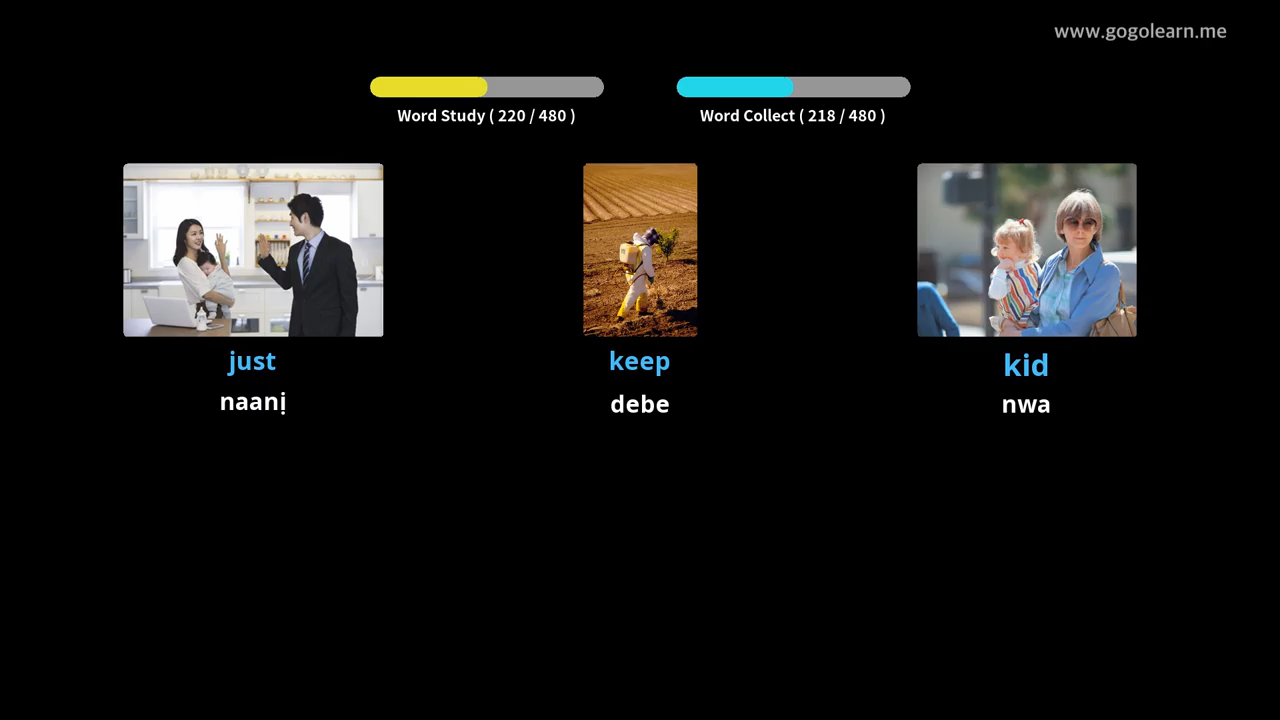 www.gogolearn.me
Word Study ( 220 / 480 )
Word Collect ( 218 / 480 )
just
keep
kid
naanị
debe
nwa